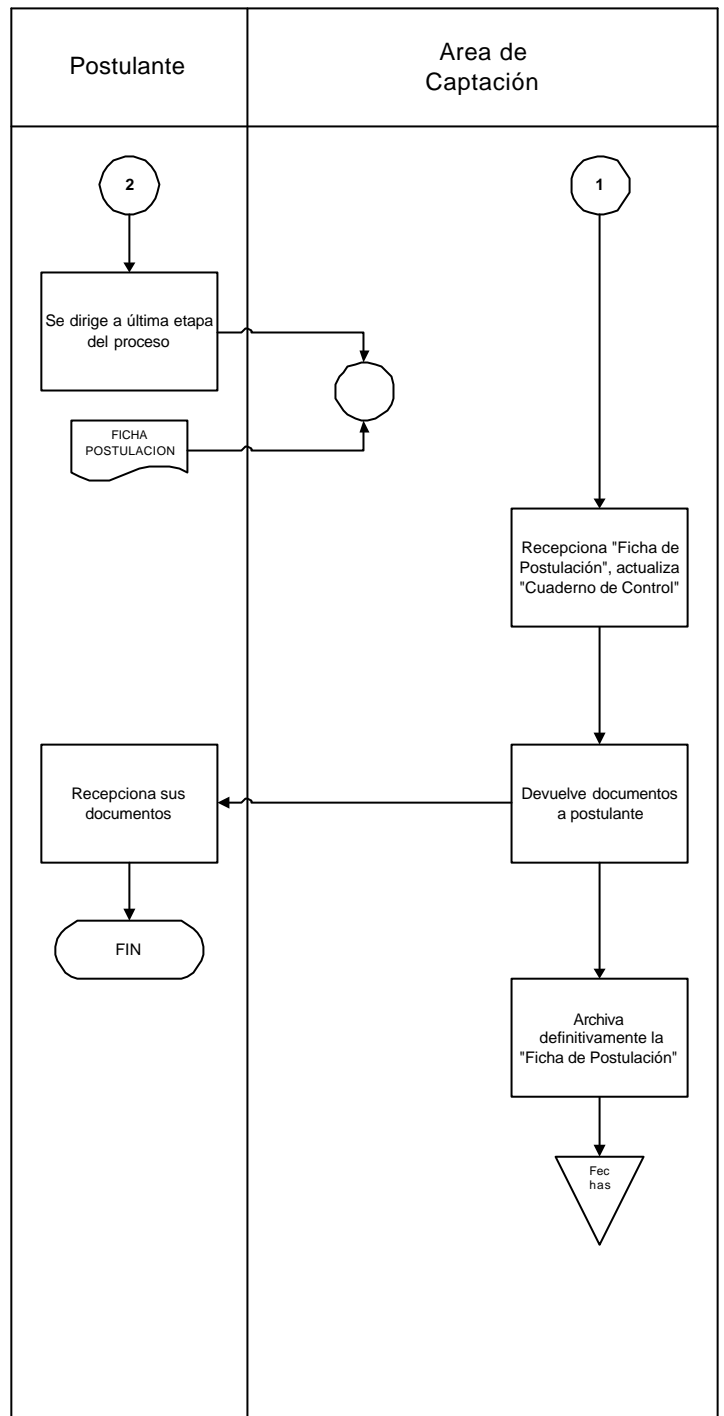 Postulante
Area de
Captación
2
1
Se dirige a última etapa
del proceso
FICHA
POSTULACION
Recepciona "Ficha de
Postulación", actualiza
"Cuaderno de Control"
Recepciona sus
documentos
Devuelve documentos
a postulante
FIN
Archiva
definitivamente la
"Ficha de Postulación"
Fec
has